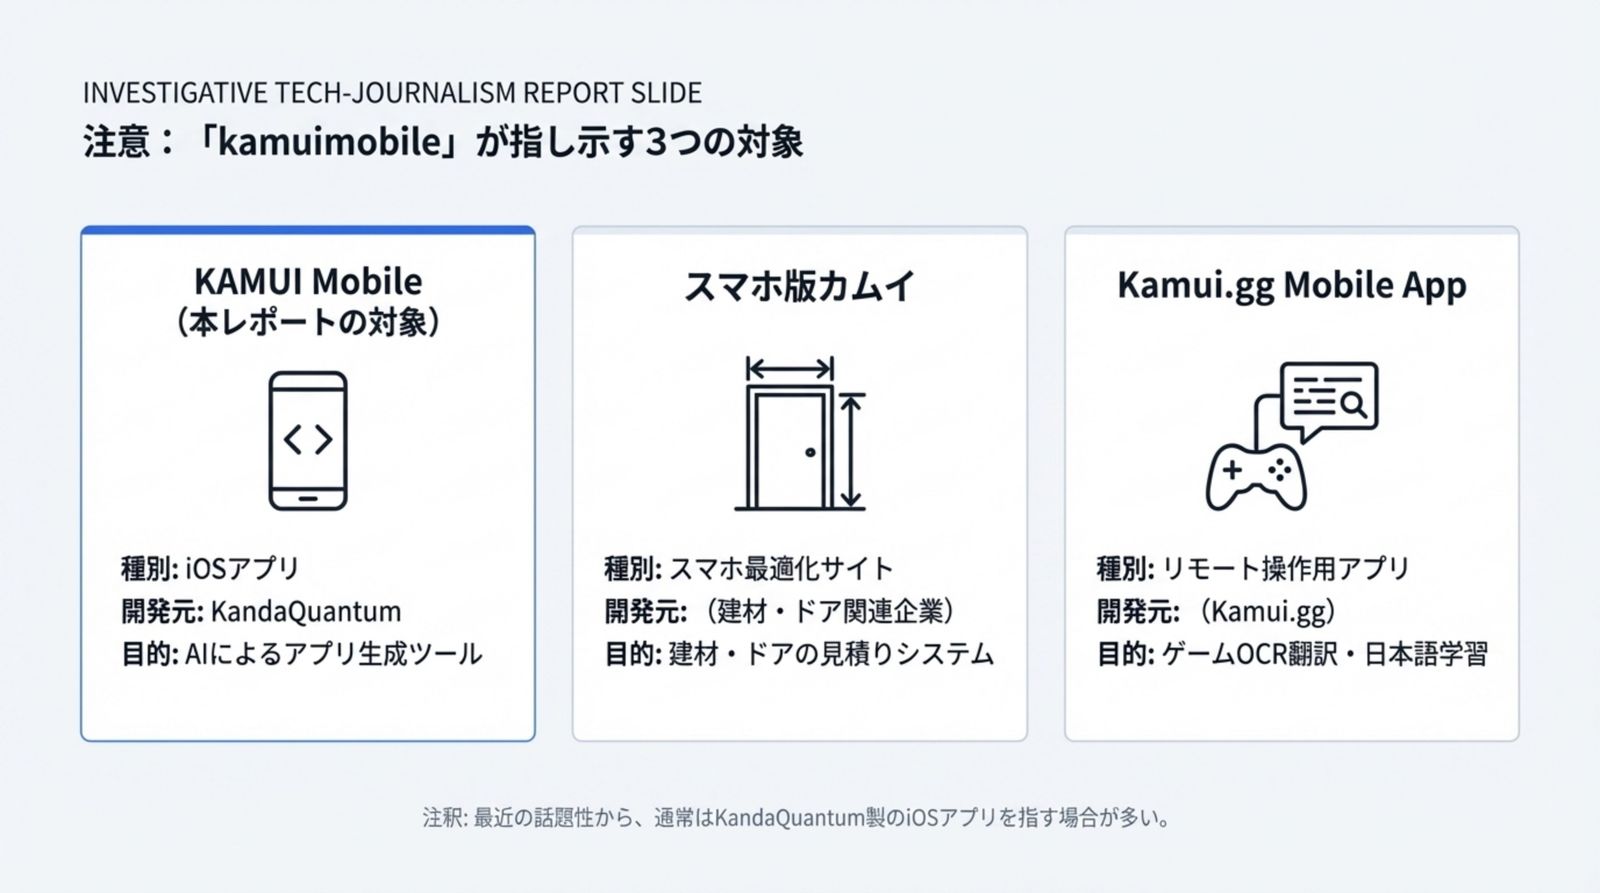 INVESTIGATIVE TECH-JOURNALISM REPORT SLIDE
注意：「kamuimobile」が指し示す3つの対象
KAMUI Mobile
（本レポートの対象）
種別: iOSアプリ
開発元: KandaQuantum
目的: AIによるアプリ生成ツール
スマホ版カムイ
種別: スマホ最適化サイト
開発元: （建材・ドア関連企業）
目的: 建材・ドアの見積りシステム
Kamui.gg Mobile App
種別: リモート操作用アプリ
開発元: （Kamui.gg）
目的: ゲームOCR翻訳・日本語学習
注釈: 最近の話題性から、通常はKandaQuantum製のiOSアプリを指す場合が多い。